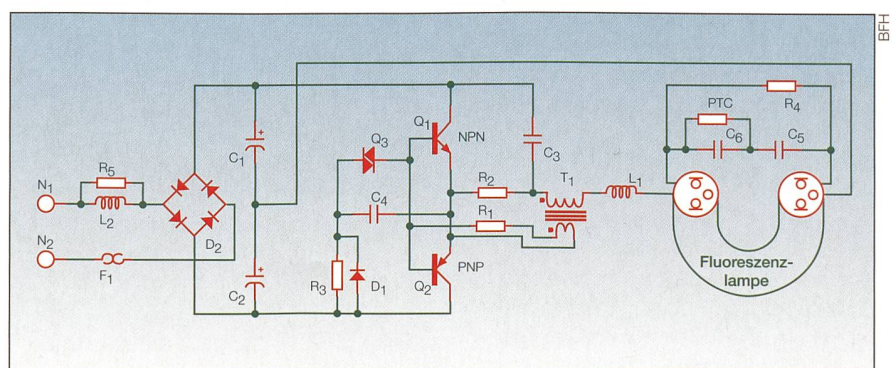 BFH
N1
R5
L2
N2
F1
D2
C1
C2
Q3
C4
R3
D1
Q1
NPN
Q2
PNP
R2
R1
C3
T1
L1
PTC
R4
C6
C5
Fluoreszenz-
lampe